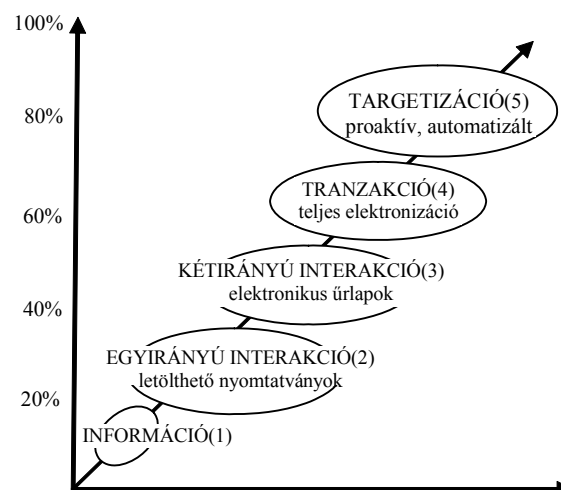 100%
TARGETIZÁCIÓ(5)
proaktív, automatizált
80%
TRANZAKCIÓ(4)
teljes elektronizáció
60%
KÉTIRÁNYÚ INTERAKCIÓ(3)
elektronikus űrlapok
40%
EGYIRÁNYÚ INTERAKCIÓ(2)
letölthető nyomtatványok
20%
INFORMÁCIÓ(1)